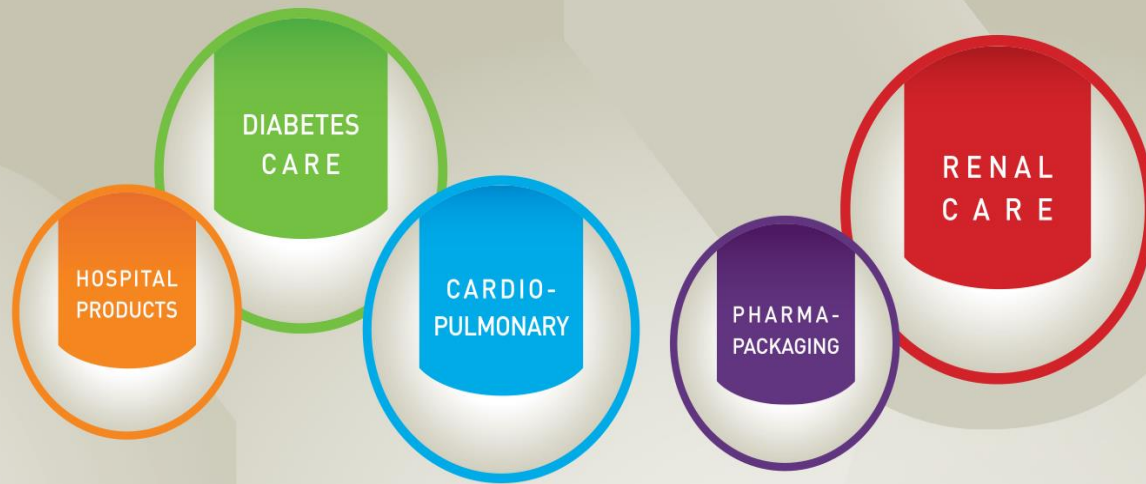 HOSPITAL
PRODUCTS
DIABETES
CARE
CARDIO-
PULMONARY
PHARMA-
PACKAGING
RENAL
CARE